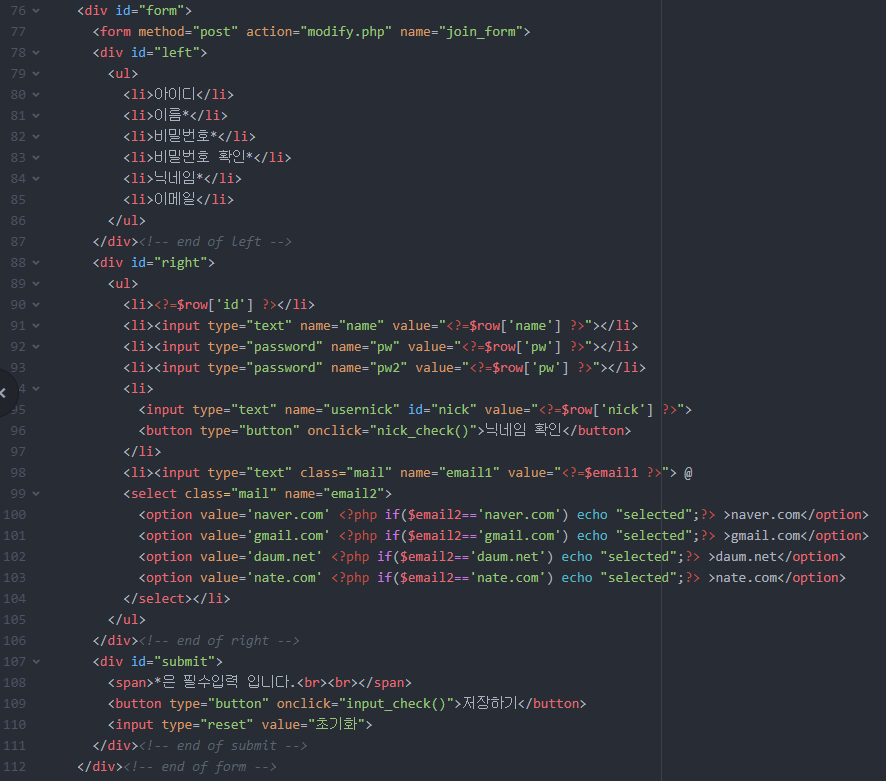 76 <div id="form">
77 <form method="post" action="modify.php" name="join_form">
78 <div id="left">
79 <ul>
80 <li>아이디</li>
81 <li>이름*</li>
82 <li>비밀번호*</li>
83 <li>비밀번호 확인*</li>
84 <li>닉네임*</li>
85 <li>이메일</li>
86 </ul>
87 </div><!-- end of left -->
88 <div id="right">
89 <ul>
90 <li><?=$row['id'] ?></li>
91 <li><input type="text" name="name" value="<?=$row['name'] ?>"></li>
92 <li><input type="password" name="pw" value="<?=$row['pw'] ?>"></li>
93 <li><input type="password" name="pw2" value="<?=$row['pw'] ?>"></li>
4 <li>
95 <input type="text" name="usernick" id="nick" value="<?=$row['nick'] ?>">
96 <button type="button" onclick="nick_check()">닉네임 확인</button>
97 </li>
98 <li><input type="text" class="mail" name="email1" value="<?=$email1 ?>"> @
99 <select class="mail" name="email2">
100 <option value='naver.com' <?php if($email2=='naver.com') echo "selected";?> >naver.com</option>
101 <option value='gmail.com' <?php if($email2=='gmail.com') echo "selected";?> >gmail.com</option>
102 <option value='daum.net' <?php if($email2=='daum.net') echo "selected";?> >daum.net</option>
103 <option value='nate.com' <?php if($email2=='nate.com') echo "selected";?> >nate.com</option>
104 </select></li>
105 </ul>
106 </div><!-- end of right -->
107 <div id="submit">
108 <span>*은 필수입력 입니다.<br><br></span>
109 <button type="button" onclick="input_check()">저장하기</button>
110 <input type="reset" value="초기화">
111 </div><!-- end of submit -->
112 </div><!-- end of form -->